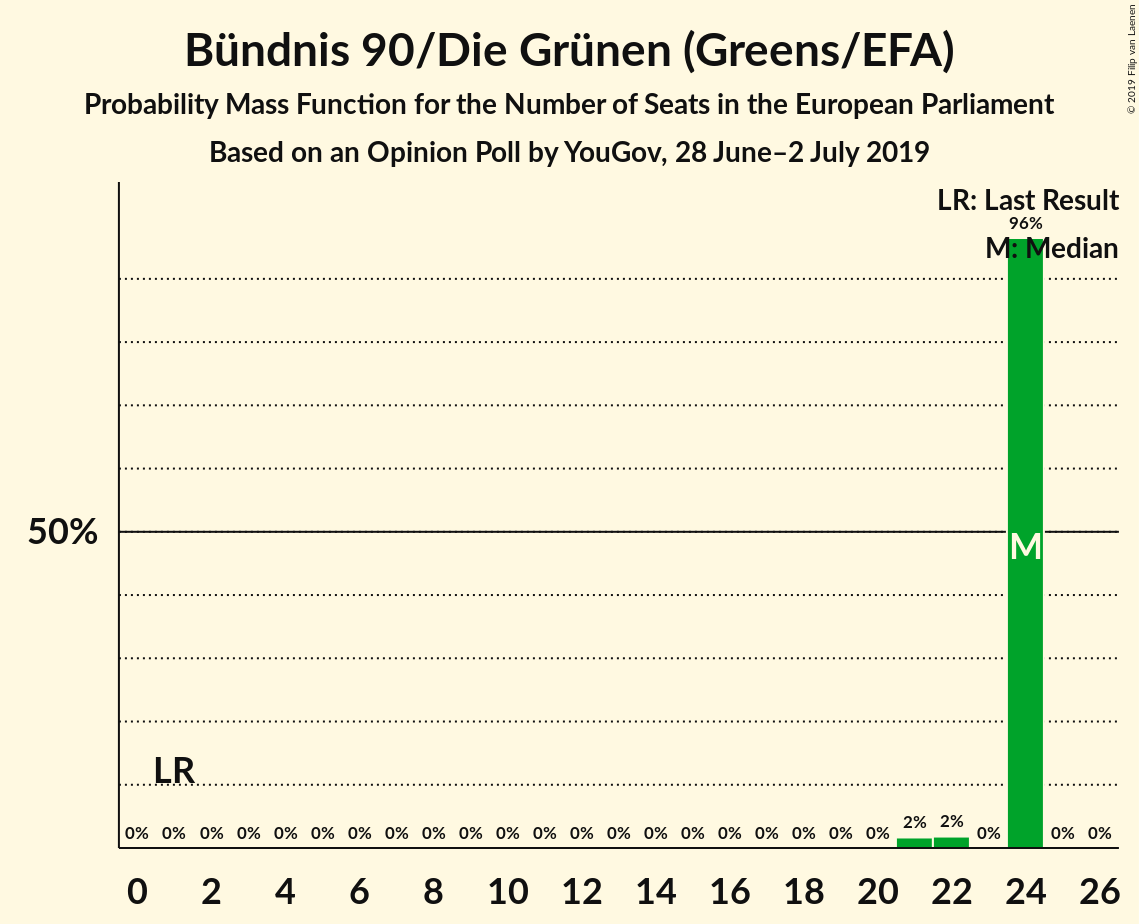 Bündnis 90/Die Grünen (Greens/EFA)
Probability Mass Function for the Number of Seats in the European Parliament
Based on an Opinion Poll by YouGov, 28 June–2 July 2019
© 2019 Filip van Laenen
LR: Last Result
96%
M: Median
50%
M
LR
0% 0% 0% 0% 0% 0% 0% 0% 0% 0% 0% 0% 0% 0% 0% 0% 0% 0% 0% 0% 0% 2% 2% 0% 0% 0%
0 2 4 6 8 10 12 14 16 18 20 22 24 26